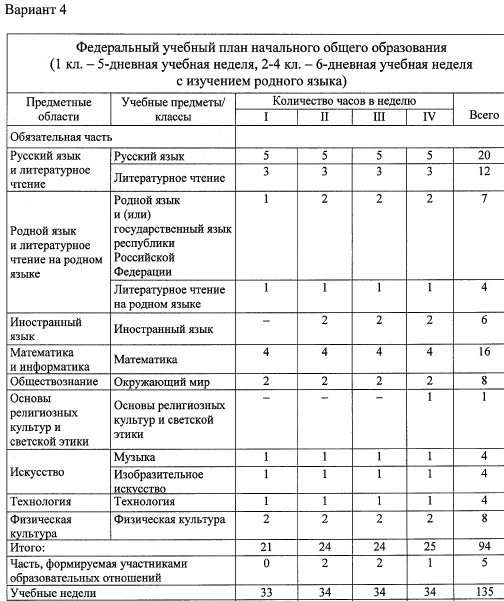 Вариант 4
Федеральный учебный план начального общего образования
(1 кл. – 5-дневная учебная неделя, 2-4 кл. – 6-дневная учебная неделя
с изучением родного языка)
Предметные области Учебные предметы/ классы Количество часов в неделю Всего
I II III IV
Обязательная часть
Русский язык и литературное чтение Русский язык 5 5 5 5 20
Литературное чтение 3 3 3 3 12
Родной язык и литературное чтение на родном языке Родной язык и (или) государственный язык республики Российской Федерации 1 2 2 2 7
Литературное чтение на родном языке 1 1 1 1 4
Иностранный язык Иностранный язык – 2 2 2 6
Математика и информатика Математика 4 4 4 4 16
Обществознание Окружающий мир 2 2 2 2 8
Основы религиозных культур и светской этики Основы религиозных культур и светской этики – – – 1 1
Искусство Музыка 1 1 1 1 4
Изобразительное искусство 1 1 1 1 4
Технология Технология 1 1 1 1 4
Физическая культура Физическая культура 2 2 2 2 8
Итого: 21 24 24 25 94
Часть, формируемая участниками образовательных отношений 0 2 2 1 5
Учебные недели 33 34 34 34 135